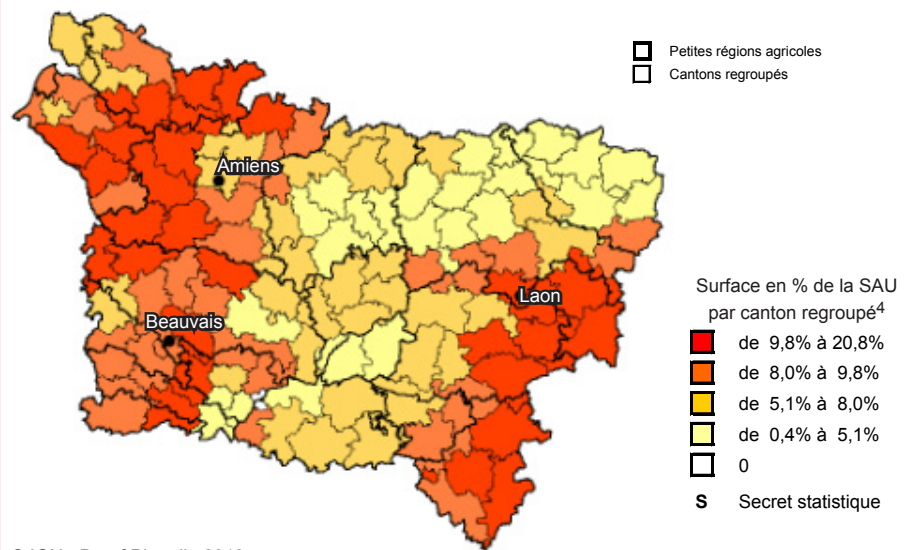 Petites régions agricoles
Cantons regroupés
Amiens
Laon
Beauvais
Surface en % de la SAU
par canton regroupé4
de 9,8% à 20,8%
de 8,0% à 9,8%
de 5,1% à 8,0%
de 0,4% à 5,1%
0
S Secret statistique